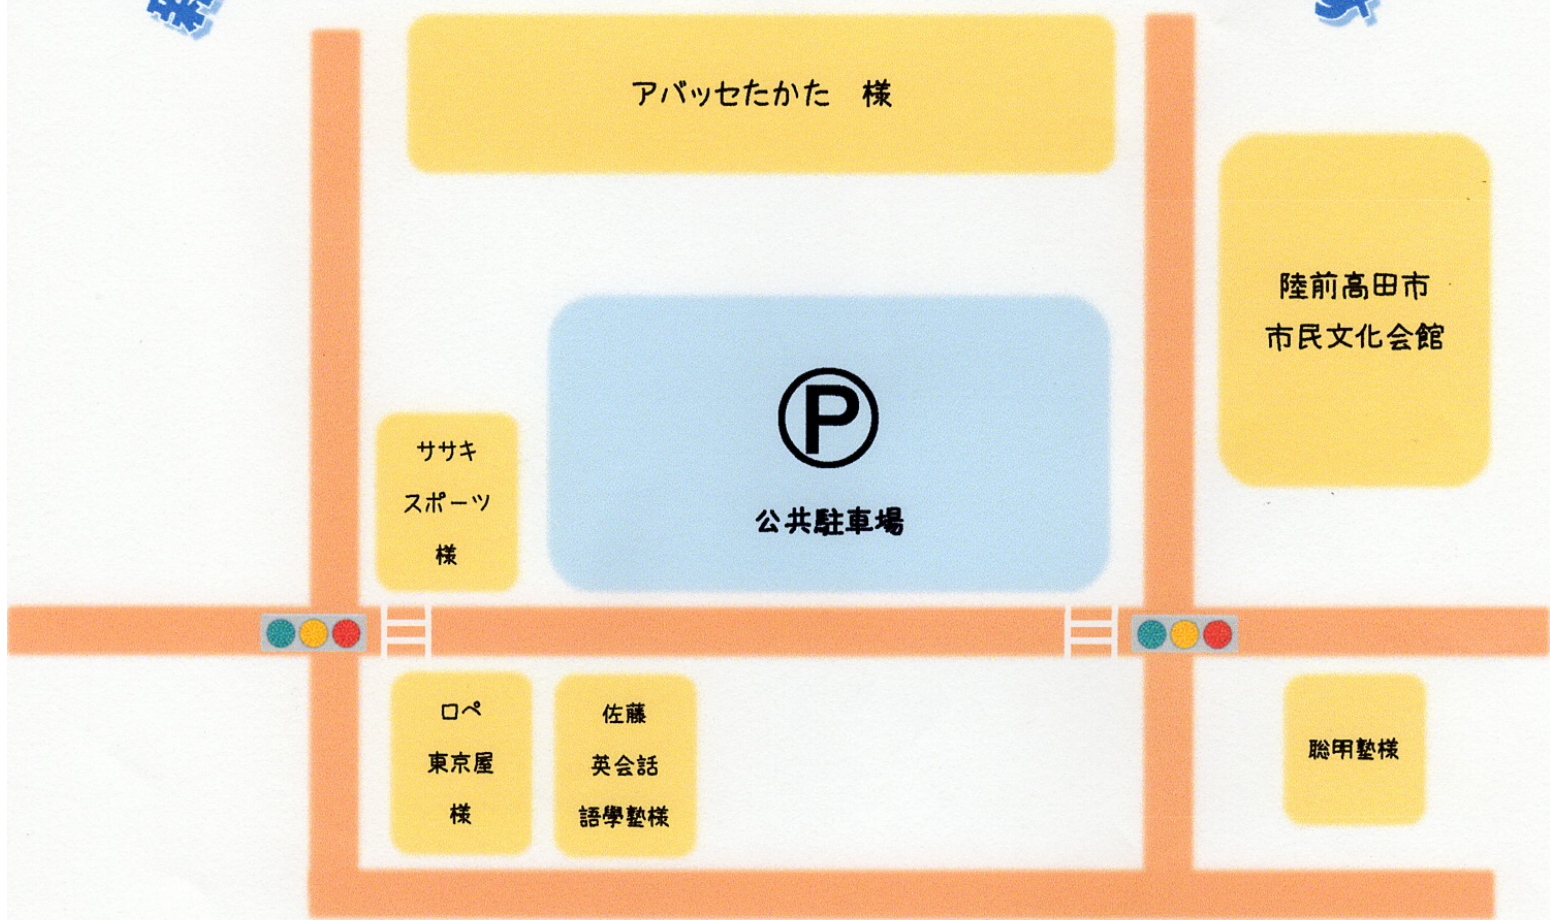 アバッセたかた 様
陸前高田市
市民文化会館
P
公共駐車場
ササキ
スポーツ
様
ロペ
東京屋
様
佐藤
英会話
語學塾様
聡明塾様